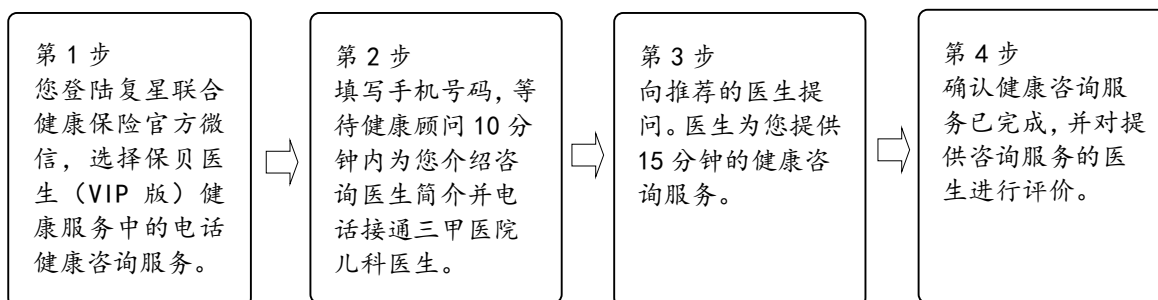 第 1 步
您登陆复星联合
健康保险官方微
信，选择保贝医
生（VIP 版）健
康服务中的电话
健康咨询服务。
第 2 步
填写手机号码，等
待健康顾问 10 分
钟内为您介绍咨
询医生简介并电
话接通三甲医院
儿科医生。
第 3 步
向推荐的医生提
问。医生为您提供
15 分钟的健康咨
询服务。
第 4 步
确认健康咨询服
务已完成，并对提
供咨询服务的医
生进行评价。